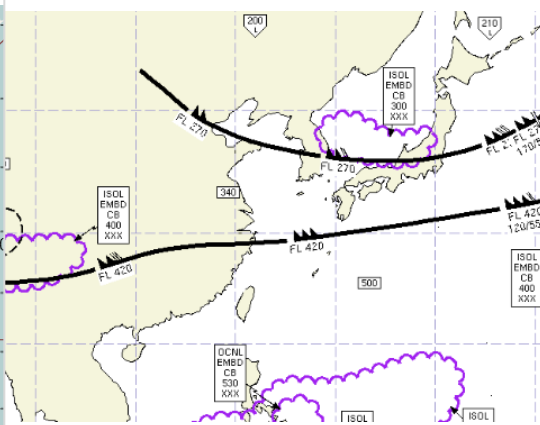 200
L
210
L
ISOL
EMBD
CB
300
XXX
FL 270
FL 270
170/5
FL 270
340
ISOL
EMBD
CB
400
XXX
FL 420
120/55
FL 420
FL 420
ISOL
EMBD
CB
400
XXX
500
OCNL
EMBD
CB
530
XXX
ISOL
ISOL